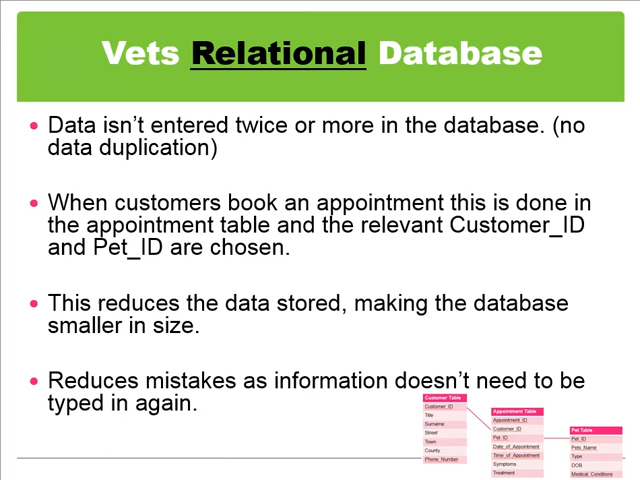 Vets Relational Database
Data isn't entered twice or more in the database. (no
data duplication)
When customers book an appointment this is done in
the appointment table and the relevant Customer_ID
and Pet_ID are chosen.
This reduces the data stored, making the database
smaller in size.
Reduces mistakes as information doesn't need to be
typed in again.
Customer Table
Customer_ID
Title
Surname
Street
Town
County
Phone_Number
Appointment Table
Appointment_ID
Customer_ID
Pet_ID
Date_of_Appointment
Time_of_Appointment
Symptoms
Treatment
Pet Table
Pet_ID
Pets_Name
Type
DOB
Medical_Conditions